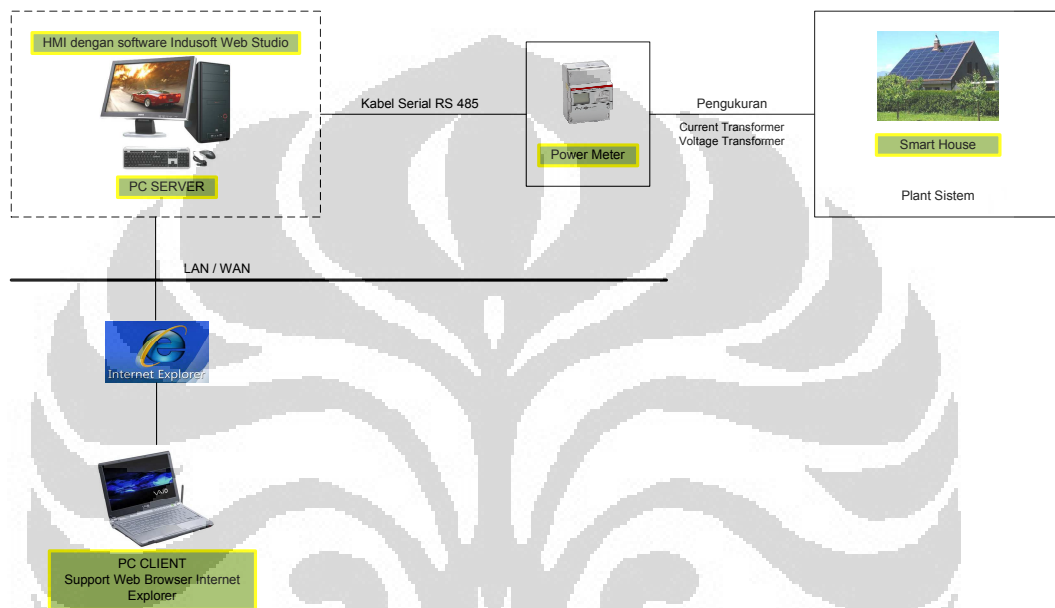 HMI dengan software Indusoft Web Studio
PC SERVER
Kabel Serial RS 485
Power Meter
Pengukuran
Current Transformer
Voltage Transformer
Smart House
Plant Sistem
LAN / WAN
Internet Explorer
VAIO
PC CLIENT
Support Web Browser Internet
Explorer